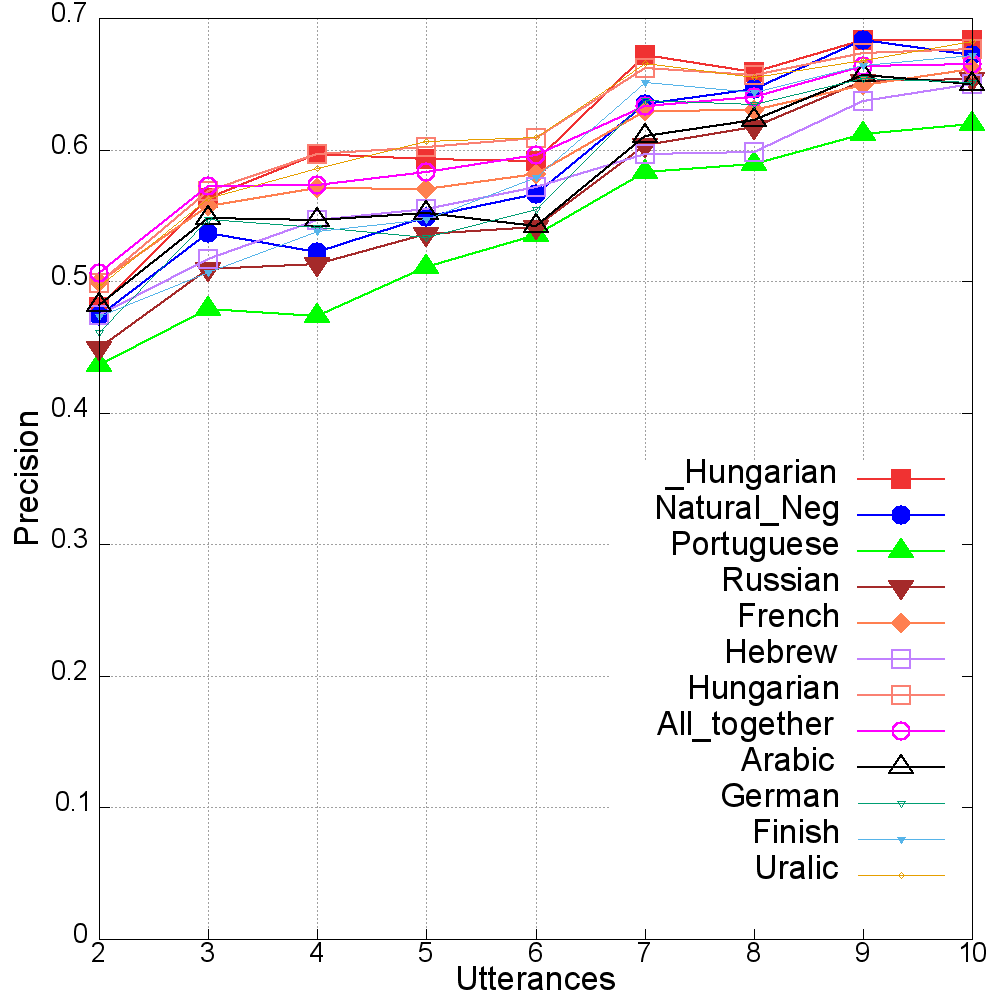 0.7
0.6
0.5
0.4
0.3
0.2
0.1
0
Precision
_Hungarian
Natural_Neg
Portuguese
Russian
French
Hebrew
Hungarian
All_together
Arabic
German
Finish
Uralic
2 3 4 5 6 7 8 9 10
Utterances